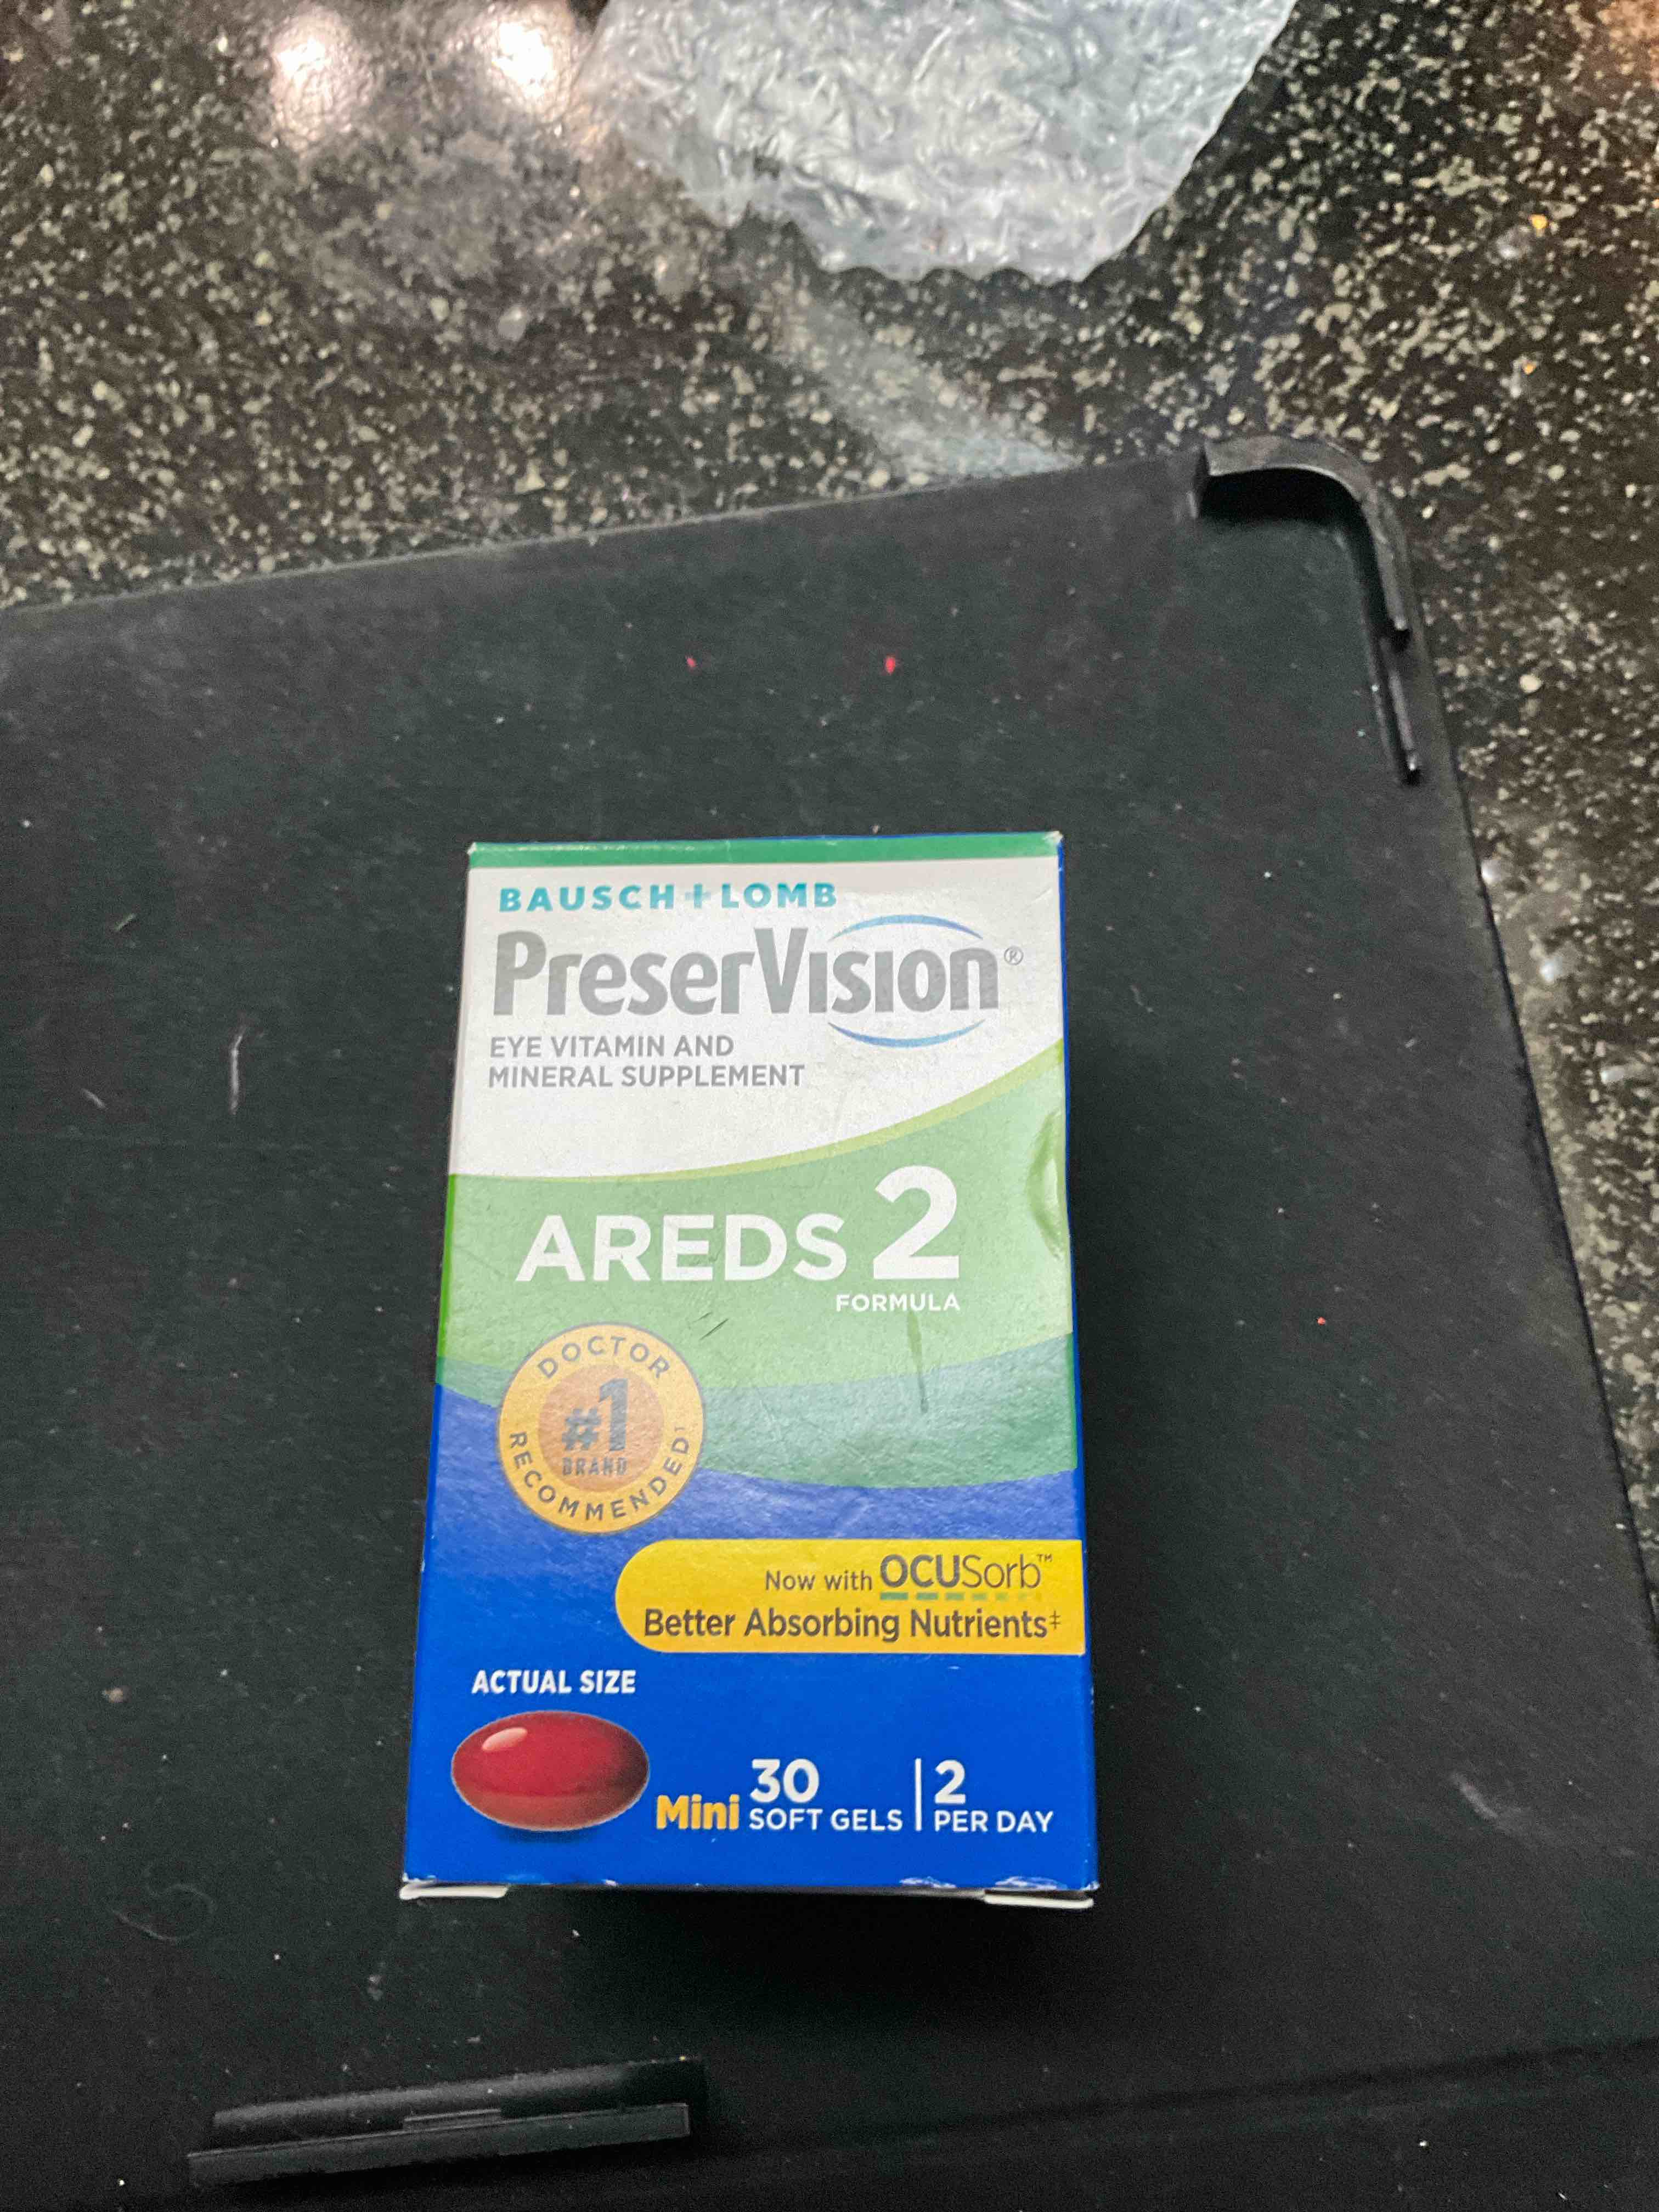 BAUSCH + LOMB
PreserVision®
EYE VITAMIN AND
MINERAL SUPPLEMENT
AREDS 2
FORMULA
DOCTOR
#1
BRAND
RECOMMENDED†
Now with OCUSorb™
Better Absorbing Nutrients‡
ACTUAL SIZE
Mini 30 SOFT GELS | 2 PER DAY